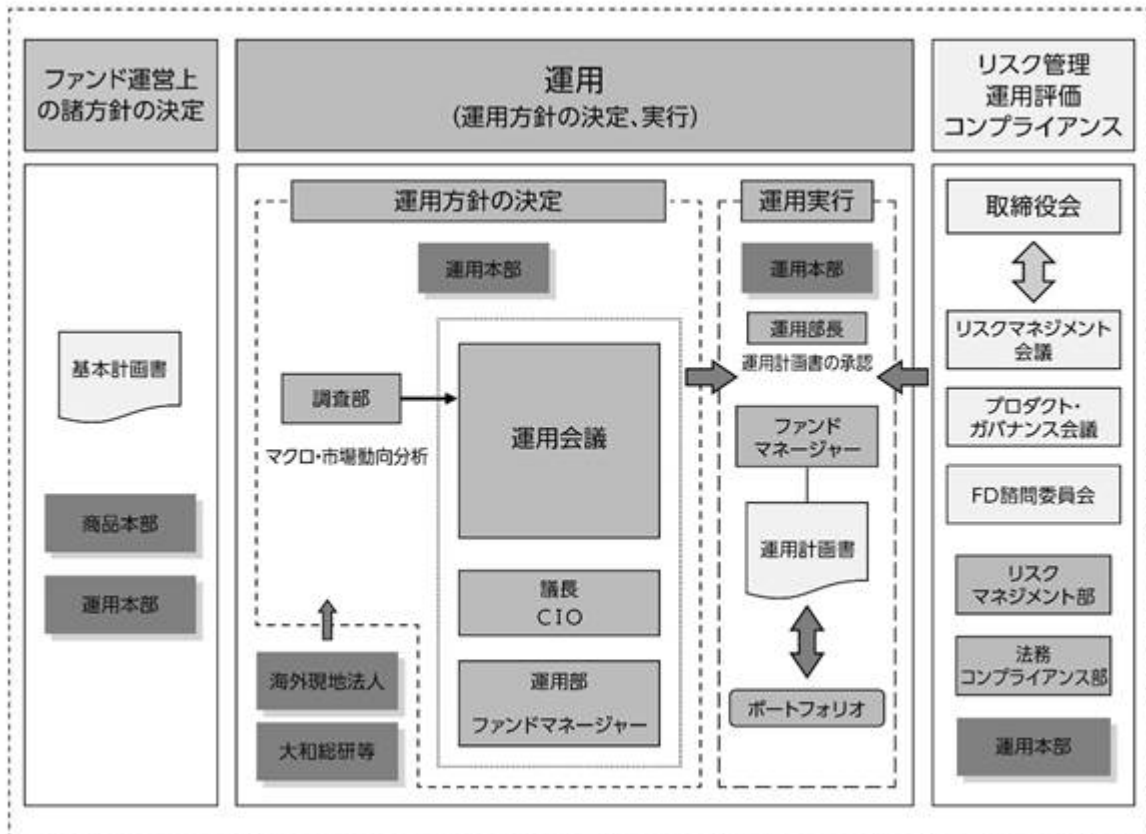 ファンド運営上
の諸方針の決定
運用
(運用方針の決定、実行)
リスク管理
運用評価
コンプライアンス
基本計画書
商品本部
運用本部
運用方針の決定
運用本部
調査部
マクロ・市場動向分析
運用会議
議長
CIO
運用部
ファンドマネージャー
海外現地法人
大和総研等
運用実行
運用本部
運用部長
運用計画書の承認
ファンド
マネージャー
運用計画書
ポートフォリオ
取締役会
リスクマネジメント
会議
プロダクト・
ガバナンス会議
FD諮問委員会
リスク
マネジメント部
法務
コンプライアンス部
運用本部